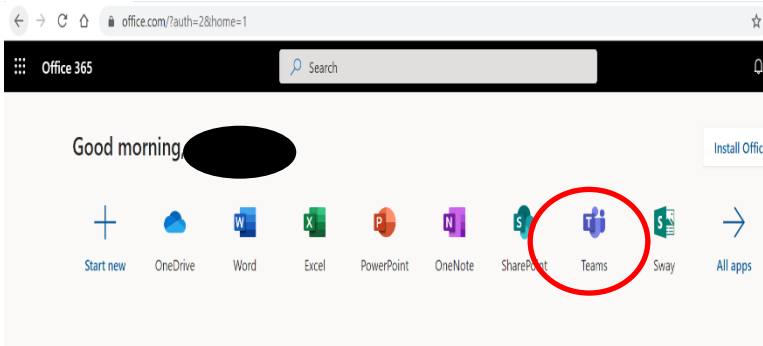 office.com/?auth=2&home=1
Office 365 Search
Good morning,
Install Offic
Start new OneDrive Word Excel PowerPoint OneNote SharePoint Teams Sway All apps